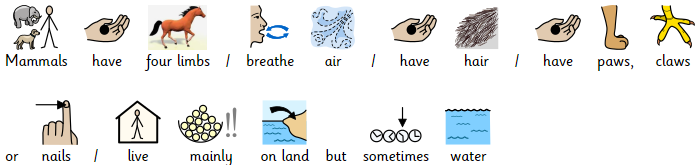 Mammals have four limbs / breathe air / have hair / have paws, claws
or nails / live mainly on land but sometimes water